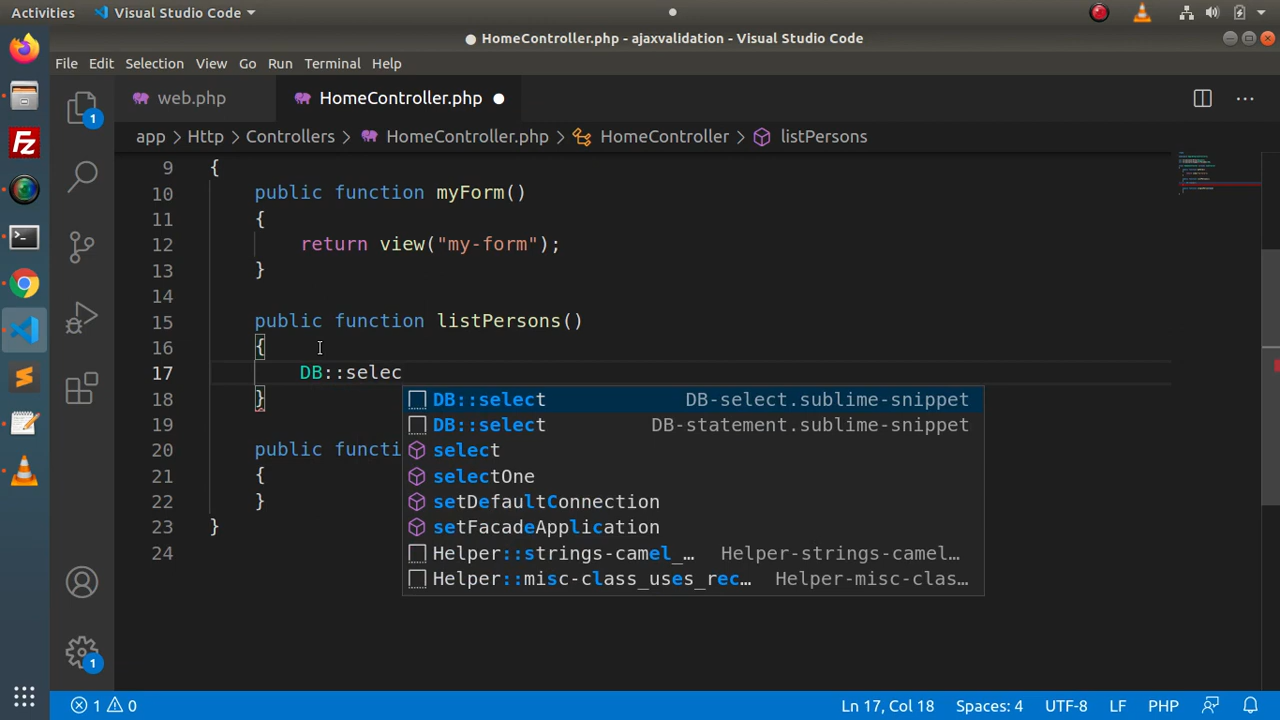 Activities Visual Studio Code
● HomeController.php - ajaxvalidation - Visual Studio Code
File Edit Selection View Go Run Terminal Help
web.php HomeController.php ●
app > Http > Controllers > HomeController.php > HomeController > listPersons
9 {
10 public function myForm()
11 {
12 return view("my-form");
13 }
14
15 public function listPersons()
16 {
17 DB::selec
18 }
DB::select DB-select.sublime-snippet
19
DB::select DB-statement.sublime-snippet
20 public functi
select
21 {
selectOne
22 }
setDefaultConnection
23 }
setFacadeApplication
24
Helper::strings-camel_… Helper-strings-camel…
Helper::misc-class_uses_rec… Helper-misc-clas…
1
1
1 0 Ln 17, Col 18 Spaces: 4 UTF-8 LF PHP